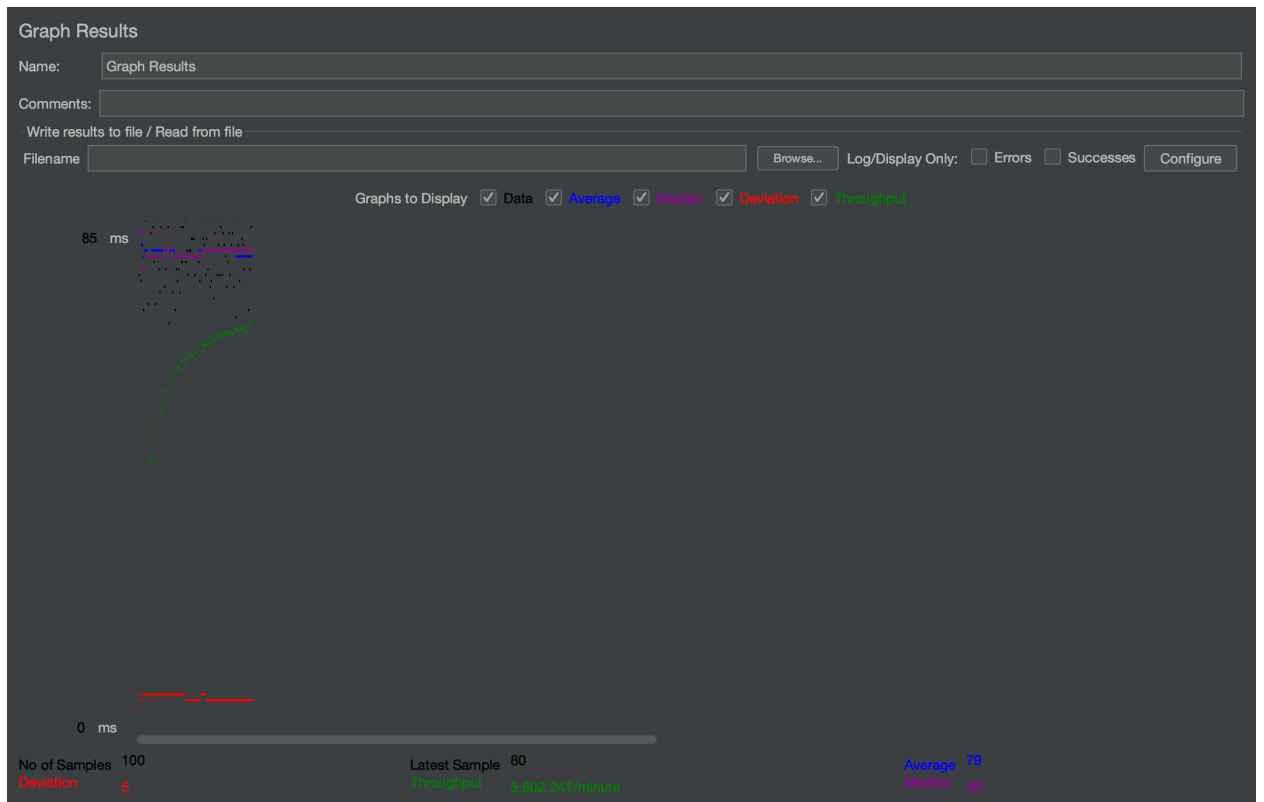 Graph Results
Name: Graph Results
Comments:
Write results to file / Read from file
Filename Browse... Log/Display Only: Errors Successes Configure
Graphs to Display Data Average Median Deviation Throughput
85 ms
0 ms
No of Samples 100 Latest Sample 80 Average 79
Deviation 5 Throughput 5,602.241/minute Median 80